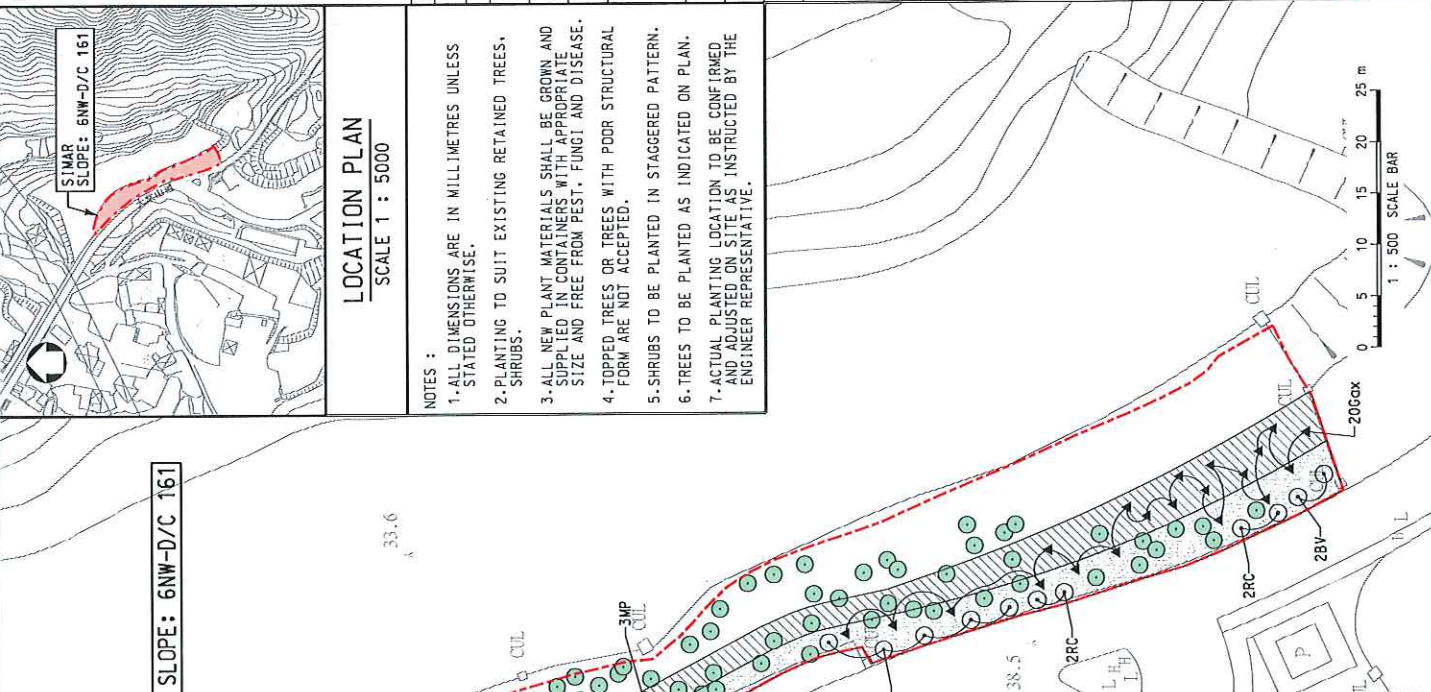 SIMAR
SLOPE: 6NW-D/C 161
LOCATION PLAN
SCALE 1 : 5000
NOTES :
1.ALL DIMENSIONS ARE IN MILLIMETRES UNLESS
STATED OTHERWISE.
2.PLANTING TO SUIT EXISTING RETAINED TREES,
SHRUBS.
3.ALL NEW PLANT MATERIALS SHALL BE GROWN AND
SUPPLIED IN CONTAINERS WITH APPROPRIATE
SIZE AND FREE FROM PEST, FUNGI AND DISEASE.
4.TOPPED TREES OR TREES WITH POOR STRUCTURAL
FORM ARE NOT ACCEPTED.
5.SHRUBS TO BE PLANTED IN STAGGERED PATTERN.
6.TREES TO BE PLANTED AS INDICATED ON PLAN.
7.ACTUAL PLANTING LOCATION TO BE CONFIRMED
AND ADJUSTED ON SITE AS INSTRUCTED BY THE
ENGINEER REPRESENTATIVE.
SLOPE: 6NW-D/C 161
33.6
CUL
3MP
CUL
38.5
2RC
2RC
2BV
20Gax
CUL
CUL
P
0 5 10 15 20 25 m
1 : 500 SCALE BAR